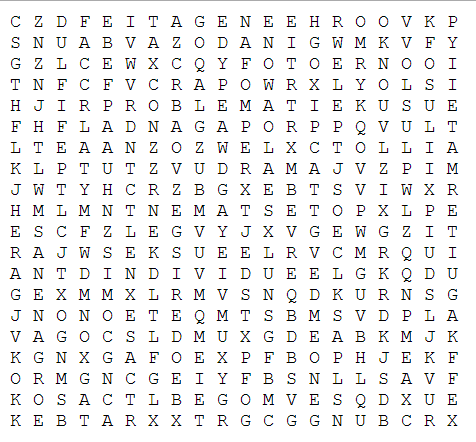 C Z D F E I T A G E N E E H R O O V K P
S N U A B V A Z O D A N I G W M K V F Y
G Z L C E W X C Q Y F O T O E R N O O I
T N F C F V C R A P O W R X L Y O L S I
H J I R P R O B L E M A T I E K U S U E
F H F L A D N A G A P O R P P Q V U L T
L T E A A N Z O Z W E L X C T O L L I A
K L P T U T Z V U D R A M A J V Z P I M
J W T Y H C R Z B G X E B T S V I W X R
H M L M N T N E M A T S E T O P X L P E
E S C F Z L E G V Y J X V G E W G Z I T
R A J W S E K S U E E L R V C M R Q U I
A N T D I N D I V I D U E E L G K Q D U
G E X M M X L R M V S N Q D K U R N S G
J N O N O E T E Q M T S B M S V D P L A
V A G O C S L D M U X G D E A B K M J K
K G N X G A F O E X P F B O P H J E K F
O R M G N C G E I Y F B S N L L S A V F
K O S A C T L B E G O M V E S Q D X U E
K E B T A R X X T R G C G G N U B C R X